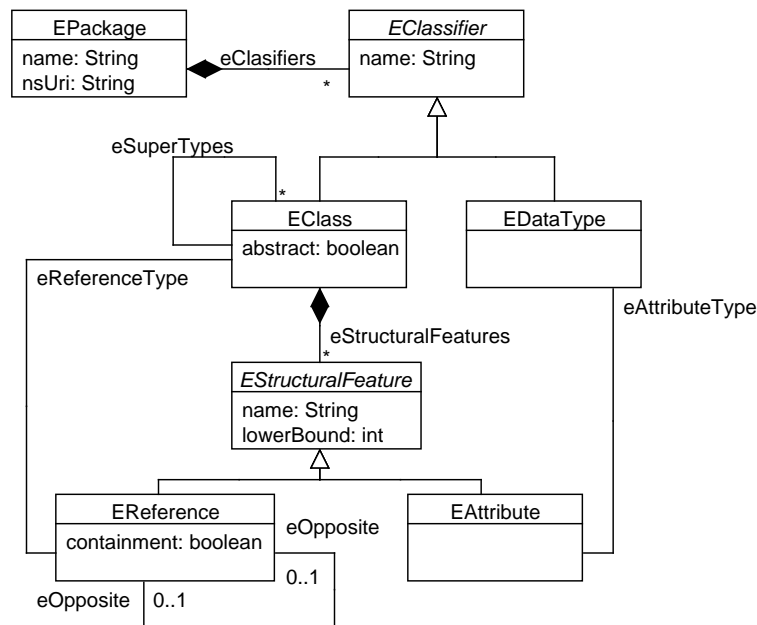 EPackage
name: String
nsUri: String
eClasifiers
*
EClassifier
name: String
eSuperTypes
*
EClass
abstract: boolean
EDataType
eReferenceType
eAttributeType
eStructuralFeatures
*
EStructuralFeature
name: String
lowerBound: int
EReference
containment: boolean
eOpposite
0..1
EAttribute
eOpposite
0..1